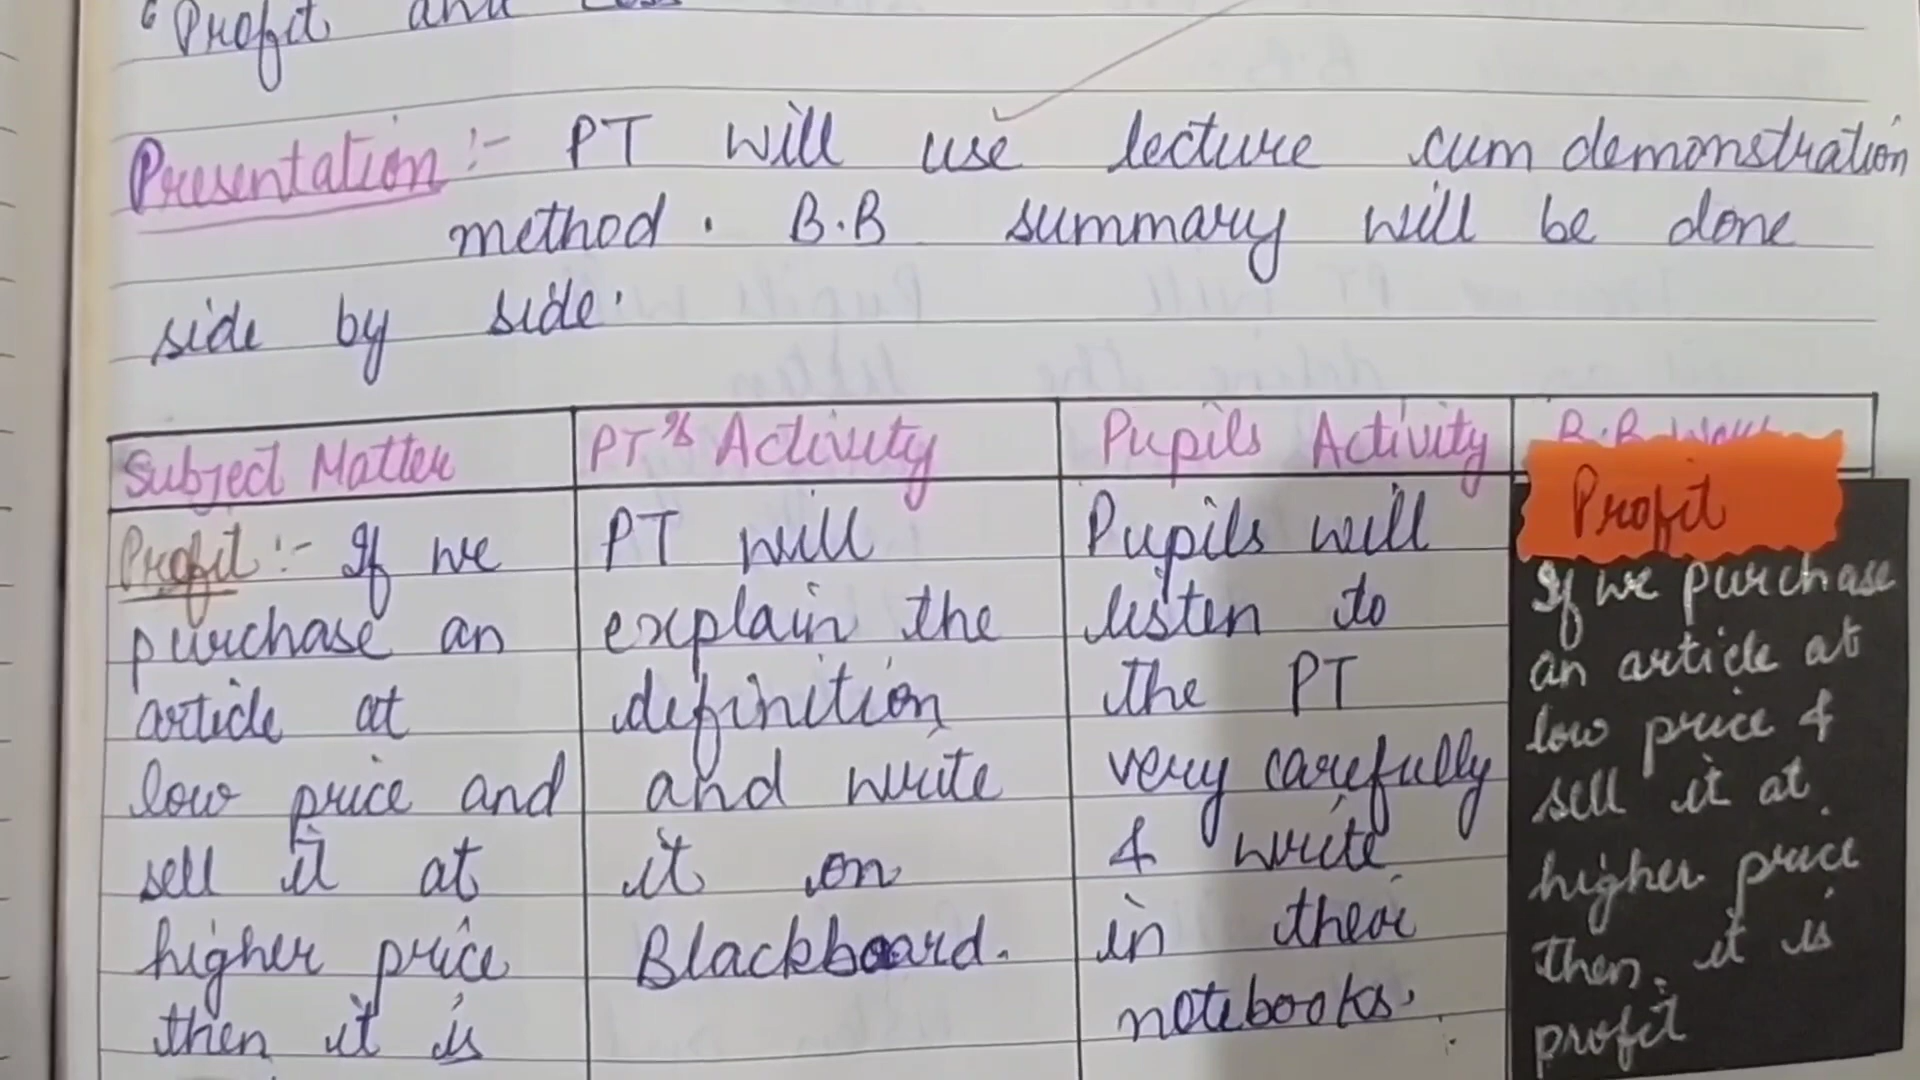 “Profit and Loss
Presentation :- PT will use lecture cum demonstration
method. B.B summary will be done
side by side.
Subject Matter
Profit :- If we
purchase an
article at
low price and
sell it at
higher price
then it is
PT's Activity
PT will
explain the
definition
and write
it on
Blackboard.
Pupils Activity
Pupils will
listen to
the PT
very carefully
& write
in their
notebooks.
B.B Work
Profit
If we purchase
an article at
low price &
sell it at
higher price
then it is
profit